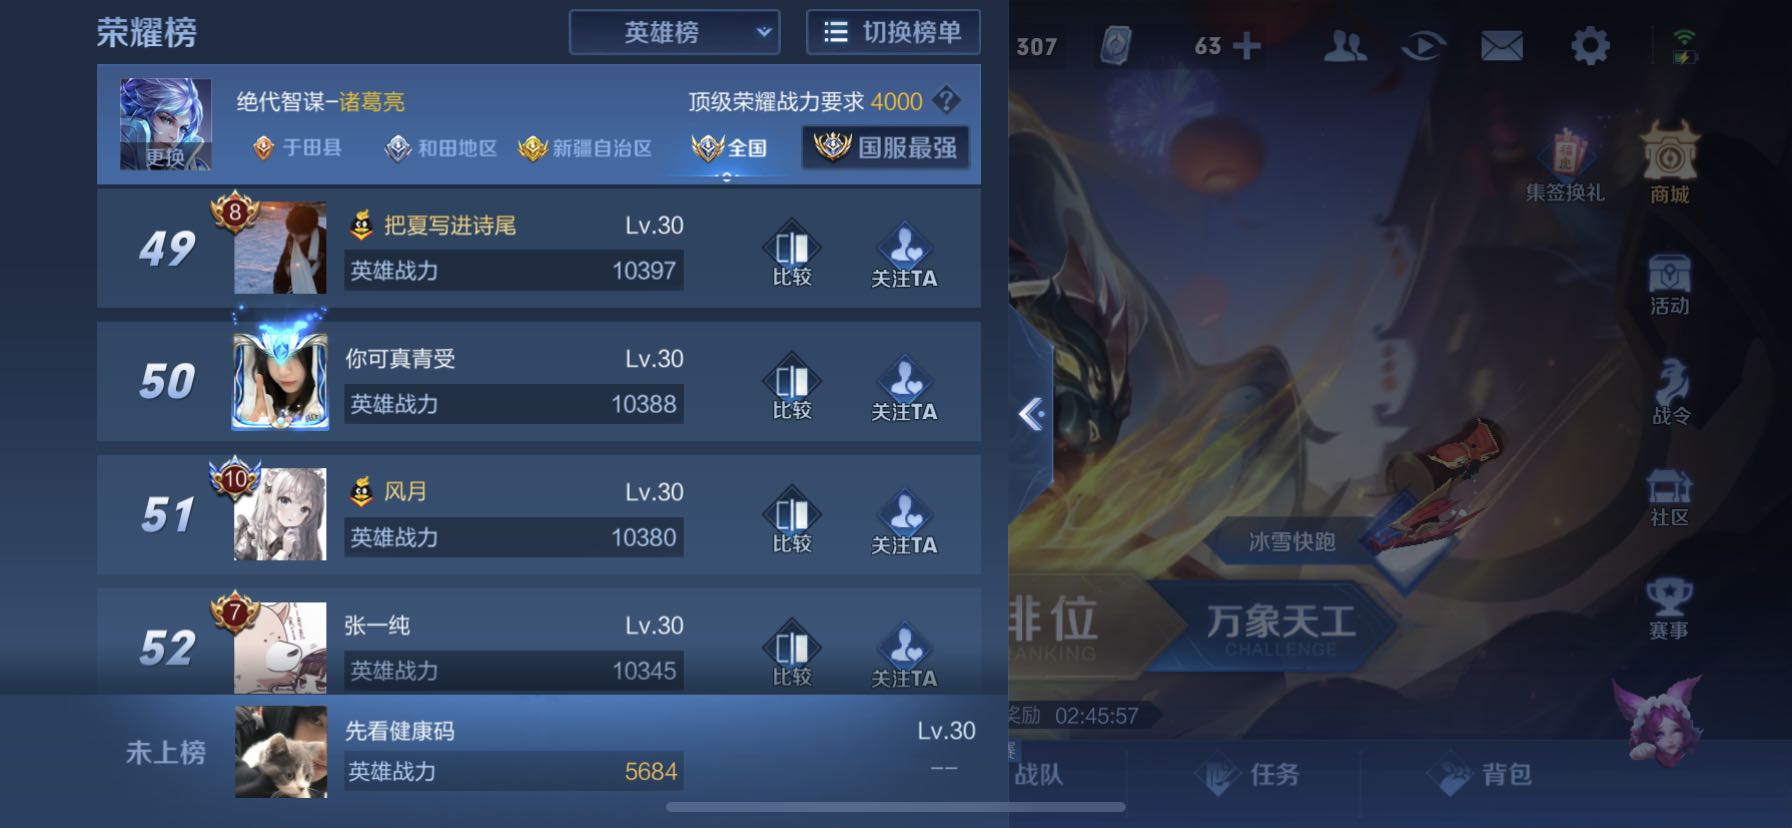 荣耀榜
英雄榜
切换榜单
绝代智谋-诸葛亮
顶级荣耀战力要求 4000 ?
更换
于田县
和田地区
新疆自治区
全国
国服最强
49
8
把夏写进诗尾
Lv.30
英雄战力
10397
比较
关注TA
50
你可真青受
Lv.30
英雄战力
10388
比较
关注TA
51
10
风月
Lv.30
英雄战力
10380
比较
关注TA
52
7
张一纯
Lv.30
英雄战力
10345
比较
关注TA
未上榜
先看健康码
Lv.30
英雄战力
5684
--
307
63
集签换礼
商城
活动
战令
社区
赛事
冰雪快跑
排位
RANKING
万象天工
CHALLENGE
奖励 02:45:57
战队
任务
背包